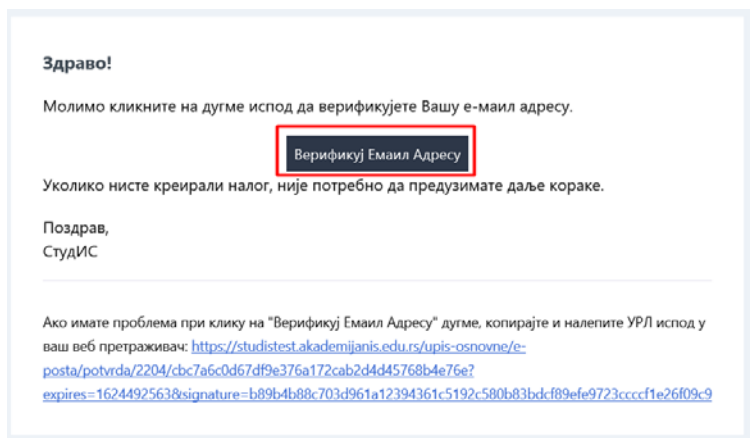 Здраво!
Молимо кликните на дугме испод да верификујете Вашу е-маил адресу.
Верификуј Емаил Адресу
Уколико нисте креирали налог, није потребно да предузимате даље кораке.
Поздрав,
СтудИС
Ако имате проблема при клику на "Верификуј Емаил Адресу" дугме, копирајте и налепите УРЛ испод у
ваш веб претраживач: https://studistest.akademijanis.edu.rs/upis-osnovne/e-
posta/potvrda/2204/cbc7a6c0d67df9e376a172cab2d4d45768b4e76e?
expires=1624492563&signature=b89b4b88c703d961a12394361c5192c580b83bdcf89efe9723ccccf1e26f09c9